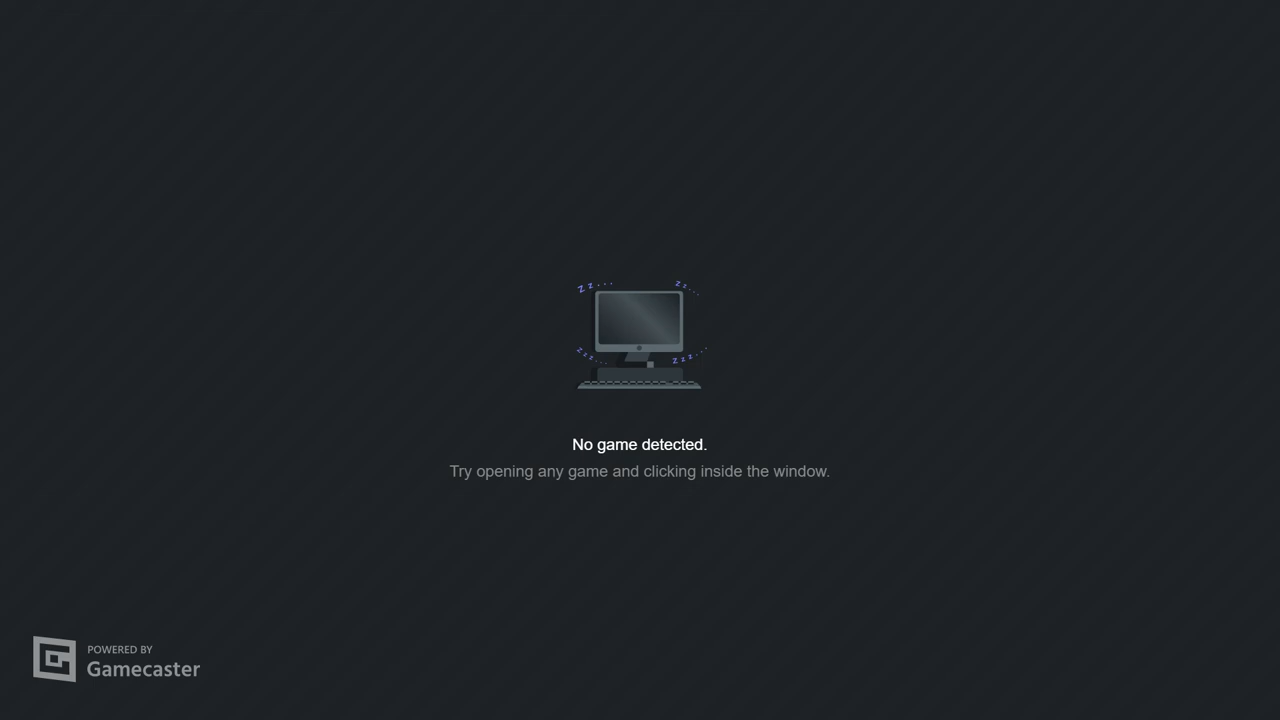 No game detected.
Try opening any game and clicking inside the window.
POWERED BY
Gamecaster